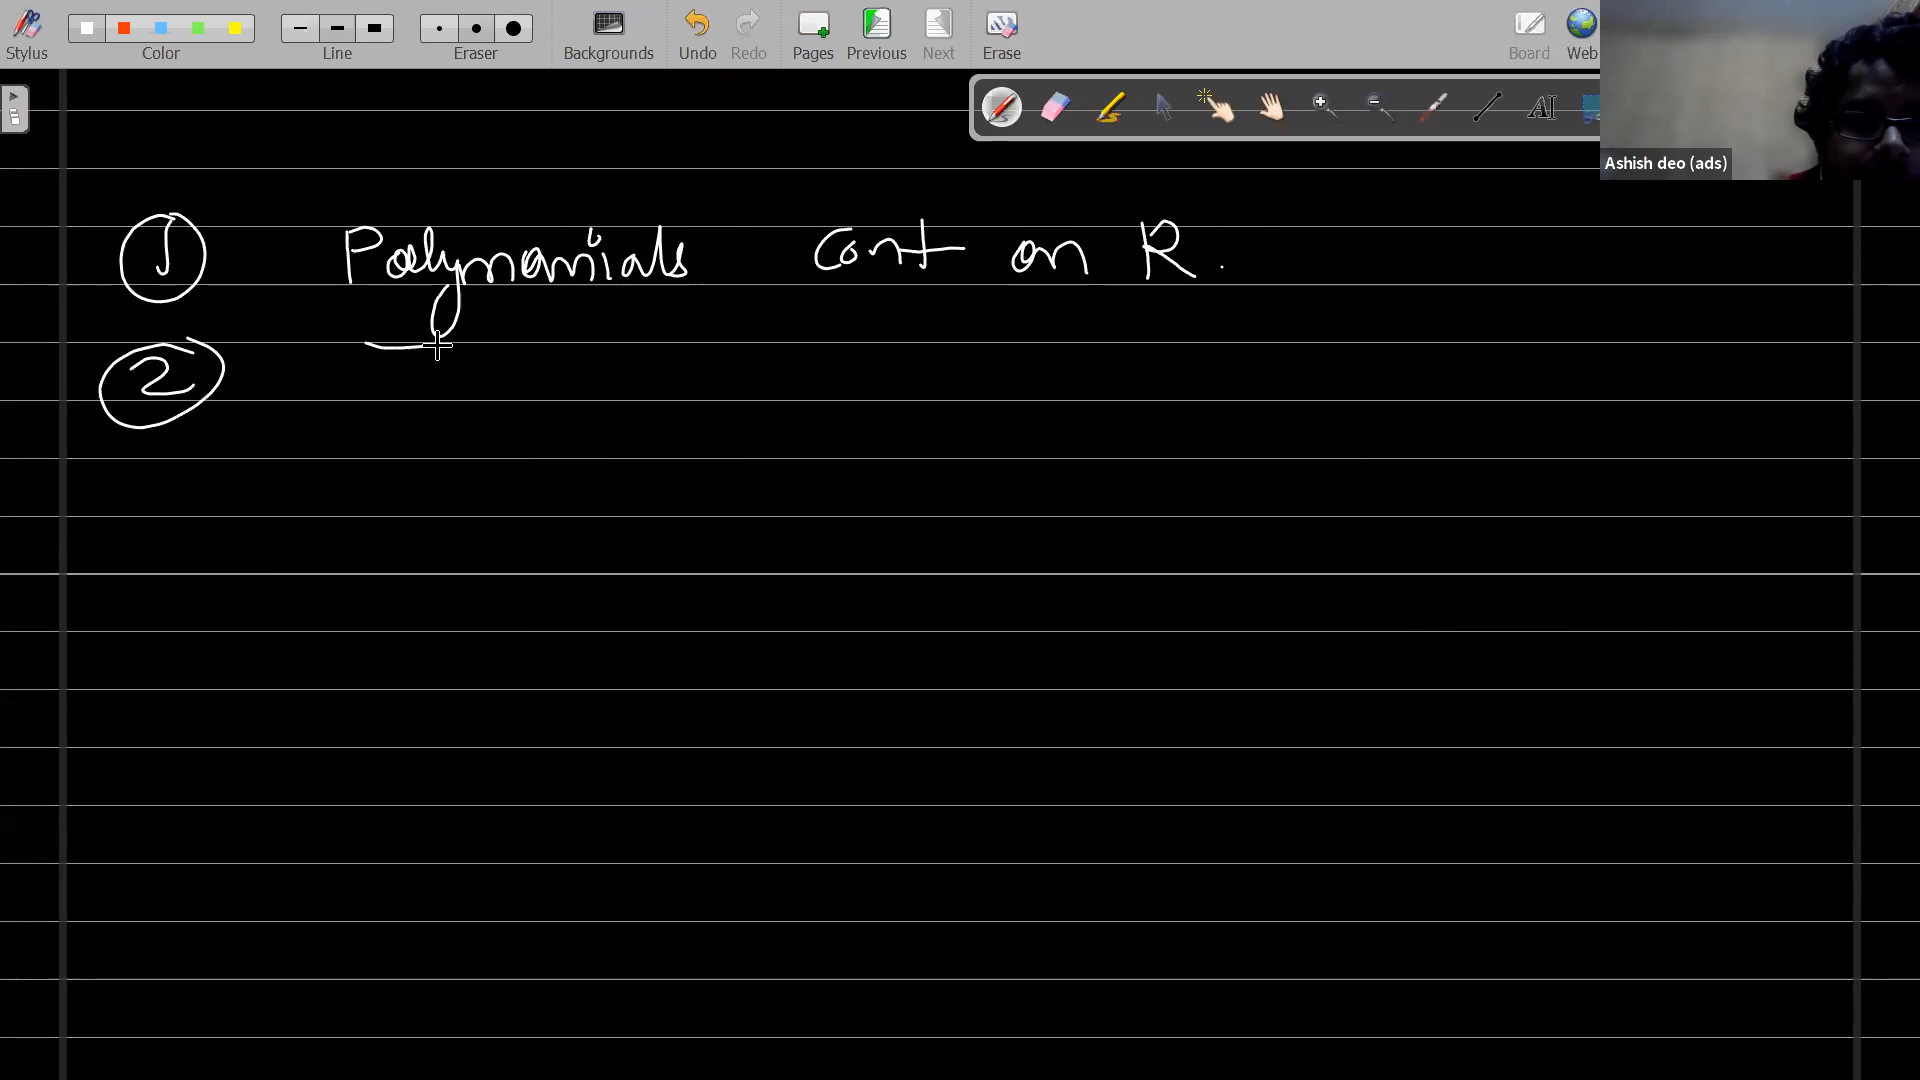 Stylus
Color
Line
Eraser
Backgrounds
Undo
Redo
Pages
Previous
Next
Erase
Board
Web
AI
Ashish deo (ads)
① Polynomials cont on R.
②